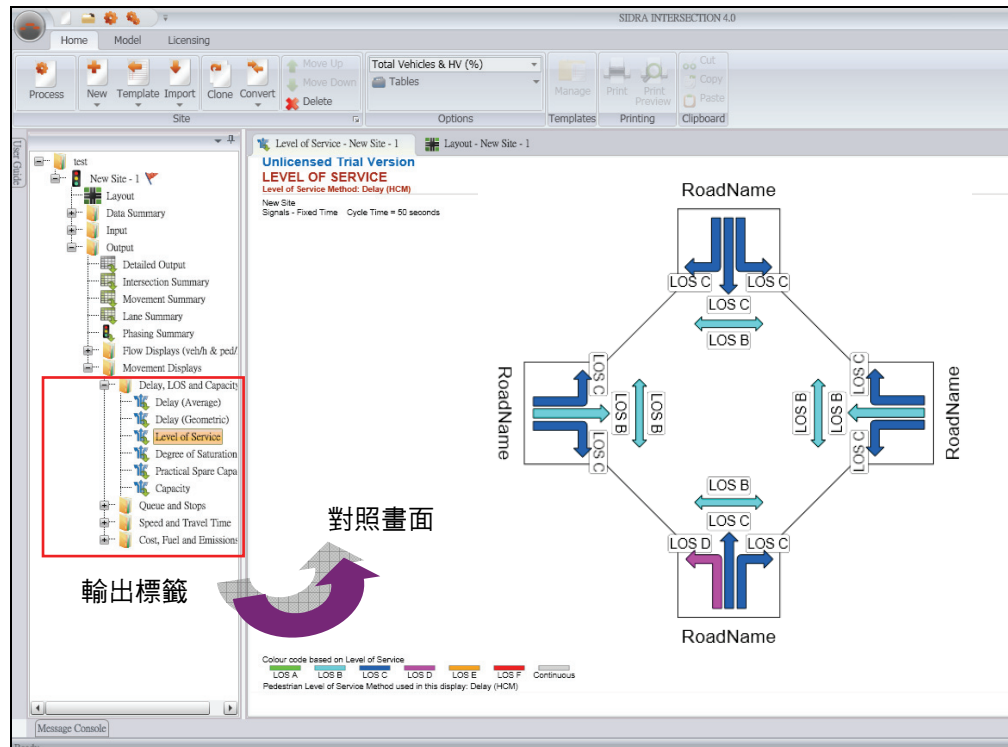 SIDRA INTERSECTION 4.0
Home Model Licensing
Process
New
Template
Import
Clone
Convert
Move Up
Move Down
Delete
Site
Total Vehicles & HV (%)
Tables
Options
Manage
Templates
Print
Print Preview
Printing
Cut
Copy
Paste
Clipboard
User Guide
test
New Site - 1
Layout
Data Summary
Input
Output
Detailed Output
Intersection Summary
Movement Summary
Lane Summary
Phasing Summary
Flow Displays (veh/h & ped/
Movement Displays
Delay, LOS and Capacity
Delay (Average)
Delay (Geometric)
Level of Service
Degree of Saturation
Practical Spare Capa
Capacity
Queue and Stops
Speed and Travel Time
Cost, Fuel and Emissions
輸出標籤
Message Console
Level of Service - New Site - 1
Layout - New Site - 1
Unlicensed Trial Version
LEVEL OF SERVICE
Level of Service Method: Delay (HCM)
New Site
Signals - Fixed Time Cycle Time = 50 seconds
RoadName
LOS C LOS C
LOS C
LOS B
RoadName
LOS C
LOS B
LOS B
LOS C
LOS C
LOS B
LOS B
LOS C
RoadName
LOS B
LOS C
LOS D LOS C
RoadName
對照畫面
Colour code based on Level of Service
LOS A LOS B LOS C LOS D LOS E LOS F Continuous
Pedestrian Level of Service Method used in this display: Delay (HCM)